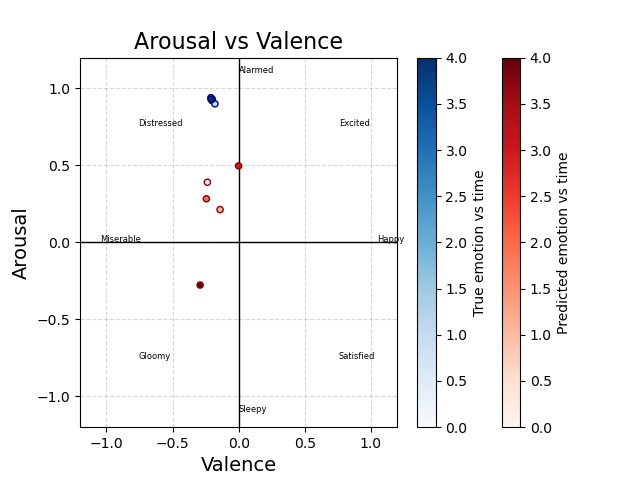 Arousal vs Valence
Alarmed
Distressed
Excited
Miserable
Happy
Gloomy
Satisfied
Sleepy
1.0
0.5
0.0
−0.5
−1.0
Arousal
−1.0 −0.5 0.0 0.5 1.0
Valence
4.0
3.5
3.0
2.5
2.0
1.5
1.0
0.5
0.0
True emotion vs time
4.0
3.5
3.0
2.5
2.0
1.5
1.0
0.5
0.0
Predicted emotion vs time